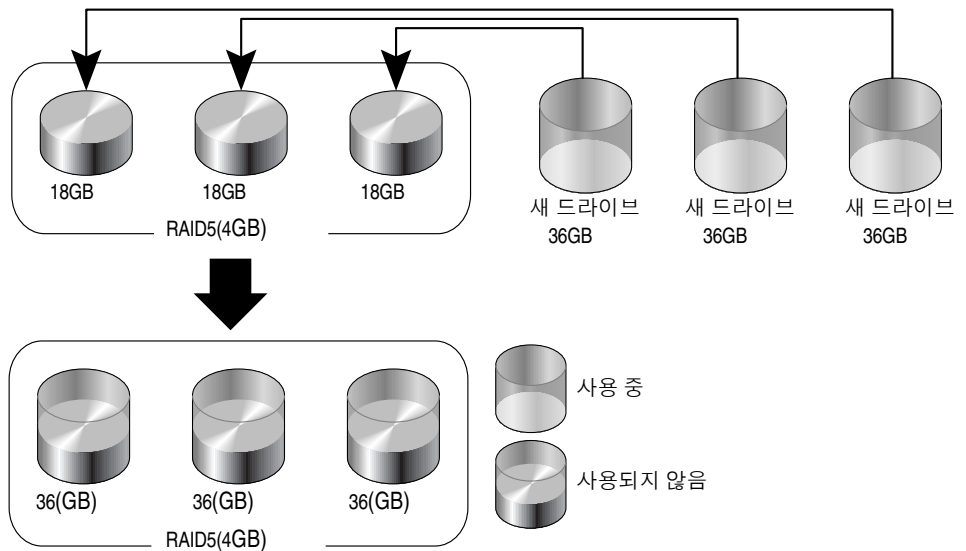 18GB
18GB
18GB
RAID5(4GB)
새 드라이브
36GB
새 드라이브
36GB
새 드라이브
36GB
사용 중
사용되지 않음
36(GB)
36(GB)
36(GB)
RAID5(4GB)